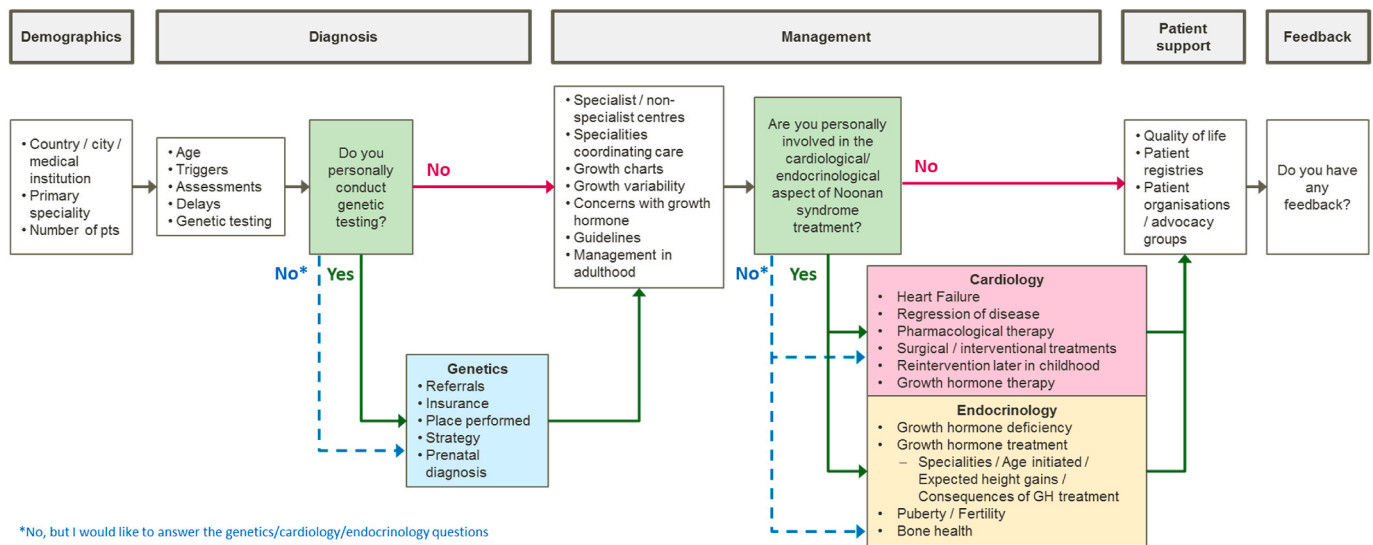 Demographics
Diagnosis
Management
Patient
support
Feedback
• Country / city /
medical
institution
• Primary
speciality
• Number of pts
• Age
• Triggers
• Assessments
• Delays
• Genetic testing
Do you
personally
conduct
genetic
testing?
No
No*
Yes
Genetics
• Referrals
• Insurance
• Place performed
• Strategy
• Prenatal
diagnosis
• Specialist / non-
specialist centres
• Specialities
coordinating care
• Growth charts
• Growth variability
• Concerns with growth
hormone
• Guidelines
• Management in
adulthood
Are you personally
involved in the
cardiological/
endocrinological
aspect of Noonan
syndrome
treatment?
No
No*
Yes
Cardiology
• Heart Failure
• Regression of disease
• Pharmacological therapy
• Surgical / interventional treatments
• Reintervention later in childhood
• Growth hormone therapy
Endocrinology
• Growth hormone deficiency
• Growth hormone treatment
– Specialities / Age initiated /
Expected height gains /
Consequences of GH treatment
• Puberty / Fertility
• Bone health
• Quality of life
• Patient
registries
• Patient
organisations
/ advocacy
groups
Do you have
any
feedback?
*No, but I would like to answer the genetics/cardiology/endocrinology questions